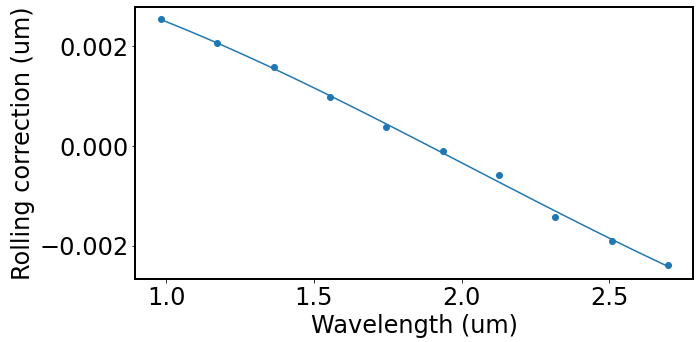 Rolling correction (um)
0.002
0.000
−0.002
1.0 1.5 2.0 2.5
Wavelength (um)